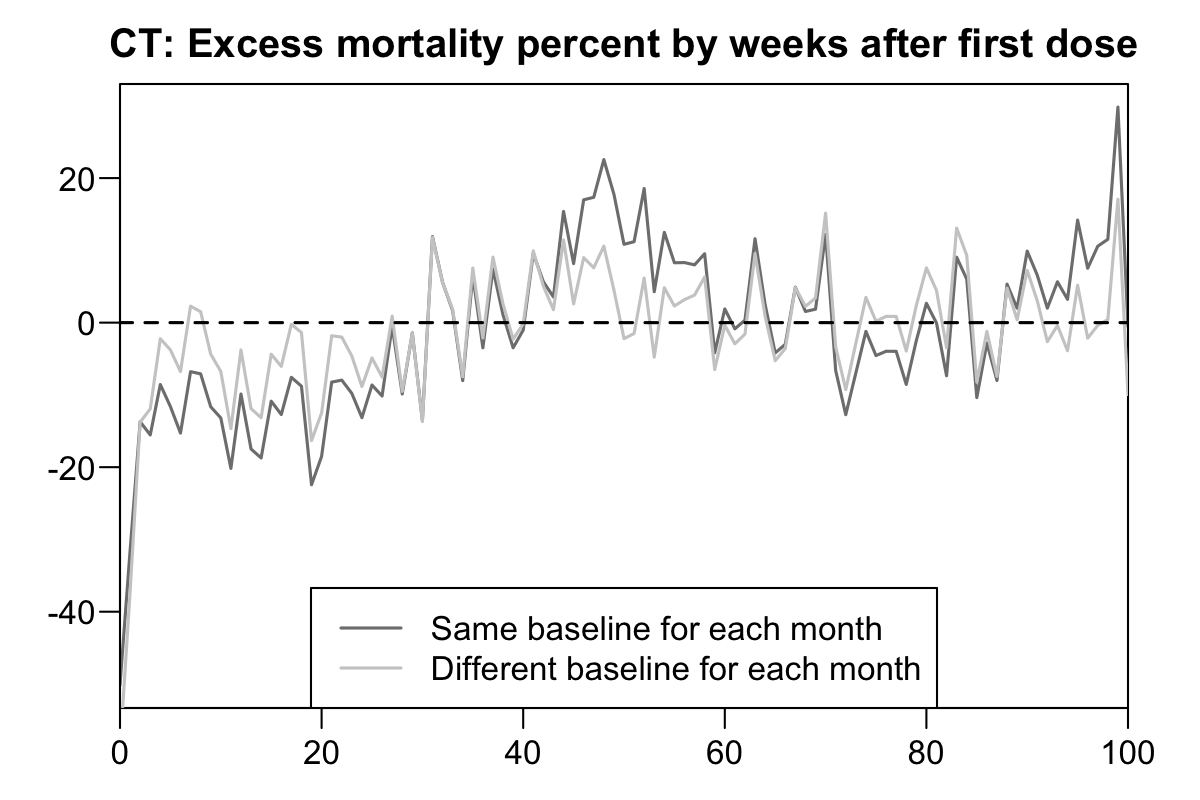 CT: Excess mortality percent by weeks after first dose
20
0
-20
-40
Same baseline for each month
Different baseline for each month
0 20 40 60 80 100